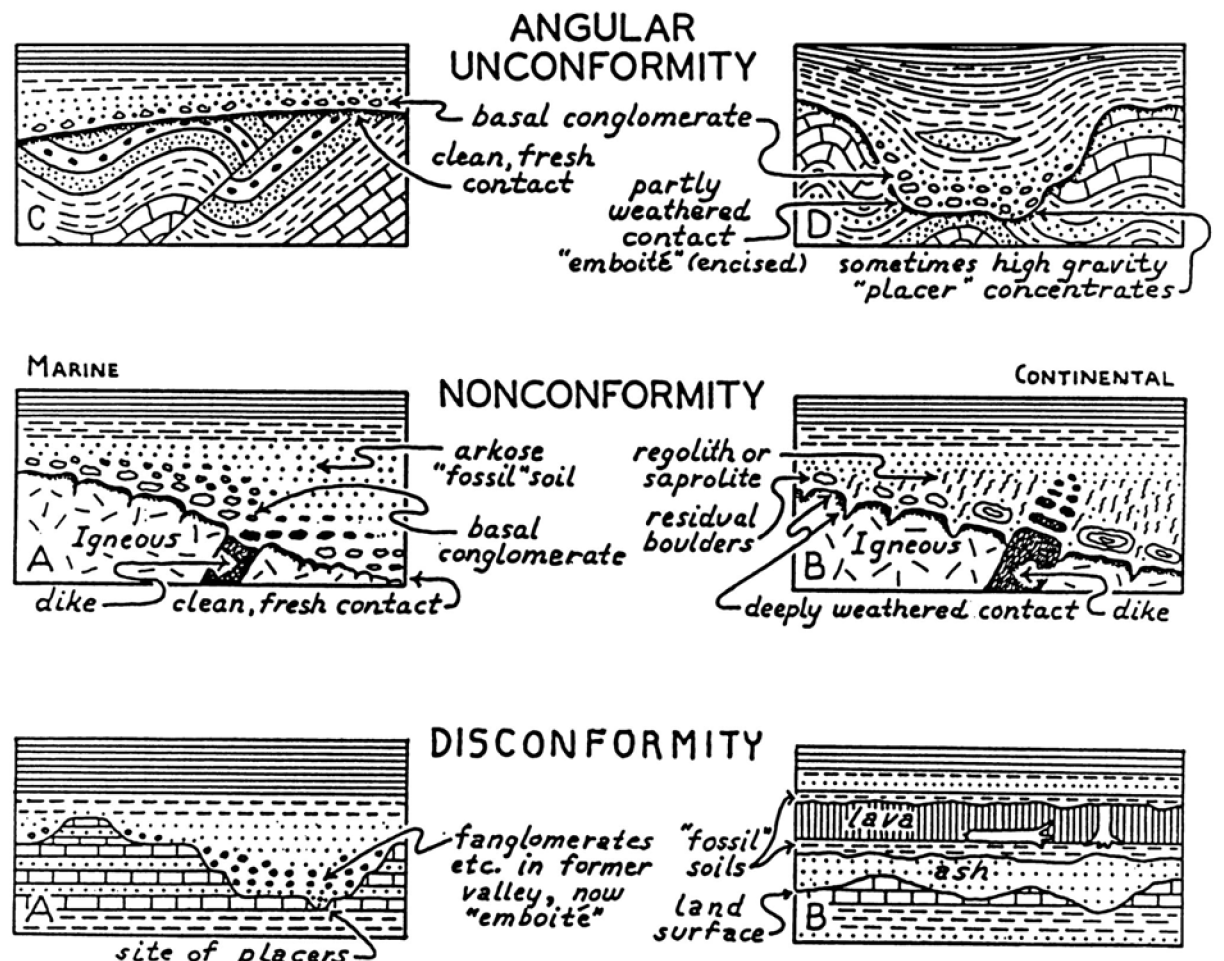 ANGULAR
UNCONFORMITY
basal conglomerate
clean, fresh
contact
partly
weathered
contact
"emboité" (encised)
sometimes high gravity
"placer" concentrates
C
D
MARINE
NONCONFORMITY
CONTINENTAL
arkose
"fossil" soil
basal
conglomerate
regolith or
saprolite
residual
boulders
Igneous
A
Igneous
B
dike
clean, fresh contact
deeply weathered contact
dike
DISCONFORMITY
fanglomerates
etc. in former
valley, now
"emboité"
"fossil"
soils
land
surface
lava
ash
A
B
site of placers